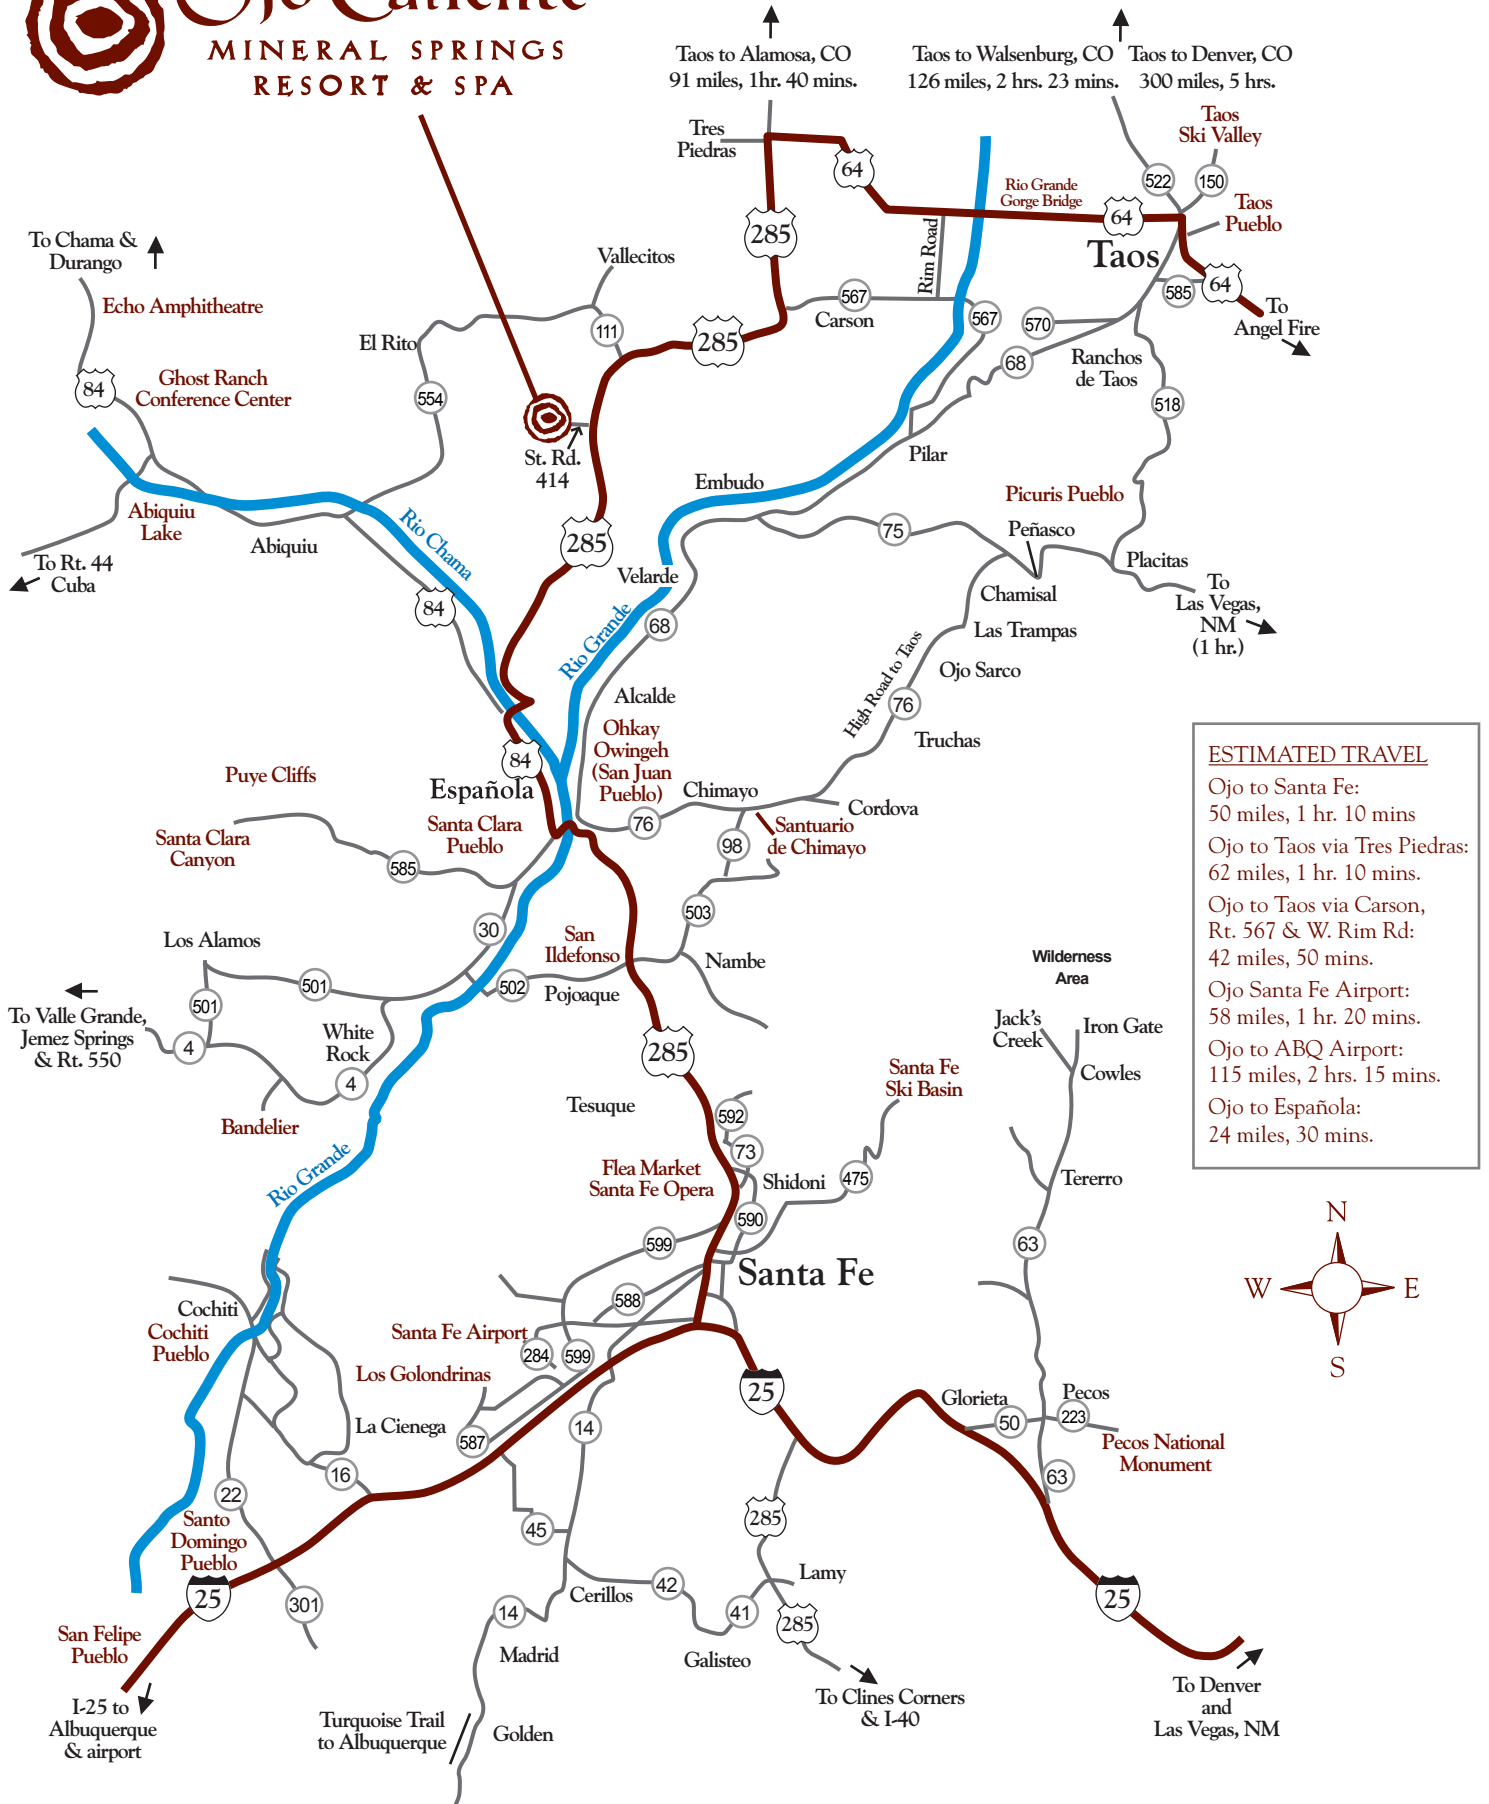 Ojo Caliente
MINERAL SPRINGS
RESORT & SPA
Taos to Alamosa, CO
91 miles, 1hr. 40 mins.
Taos to Walsenburg, CO
126 miles, 2 hrs. 23 mins.
Taos to Denver, CO
300 miles, 5 hrs.
Tres
Piedras
64
Taos
Ski Valley
522
150
Rio Grande
Gorge Bridge
64
Taos
Pueblo
285
Rim Road
Taos
To Chama &
Durango
Vallecitos
585
64
Echo Amphitheatre
567
Carson
567
570
To
Angel Fire
El Rito
111
285
68
Ranchos
de Taos
84
Ghost Ranch
Conference Center
554
518
St. Rd.
414
Pilar
Embudo
Picuris Pueblo
Abiquiu
Lake
Rio Chama
Abiquiu
285
75
Peñasco
Placitas
To Rt. 44
Cuba
Velarde
To
Las Vegas,
NM
(1 hr.)
84
Chamisal
Rio Grande
68
Las Trampas
High Road to Taos
Ojo Sarco
Alcalde
76
Ohkay
Owingeh
(San Juan
Pueblo)
Truchas
84
Puye Cliffs
Española
Chimayo
Cordova
Santa Clara
Pueblo
76
Santuario
de Chimayo
Santa Clara
Canyon
98
585
503
30
San
Ildefonso
Los Alamos
Nambe
501
502
Pojoaque
501
To Valle Grande,
Jemez Springs
& Rt. 550
4
White
Rock
4
285
Bandelier
Tesuque
ESTIMATED TRAVEL
Ojo to Santa Fe:
50 miles, 1 hr. 10 mins
Ojo to Taos via Tres Piedras:
62 miles, 1 hr. 10 mins.
Ojo to Taos via Carson,
Rt. 567 & W. Rim Rd:
42 miles, 50 mins.
Ojo Santa Fe Airport:
58 miles, 1 hr. 20 mins.
Ojo to ABQ Airport:
115 miles, 2 hrs. 15 mins.
Ojo to Española:
24 miles, 30 mins.
Wilderness
Area
Jack's
Creek
Iron Gate
Cowles
Santa Fe
Ski Basin
592
73
Flea Market
Santa Fe Opera
Shidoni
475
Tererro
Rio Grande
590
599
63
N
W
E
S
Santa Fe
588
Cochiti
Cochiti
Pueblo
Santa Fe Airport
284
599
Los Golondrinas
25
La Cienega
587
14
Glorieta
50
Pecos
223
Pecos National
Monument
16
63
22
Santo
Domingo
Pueblo
45
285
25
301
Cerillos
42
Lamy
25
14
41
285
San Felipe
Pueblo
Madrid
Galisteo
I-25 to
Albuquerque
& airport
To Clines Corners
& I-40
To Denver
and
Las Vegas, NM
Turquoise Trail
to Albuquerque
Golden